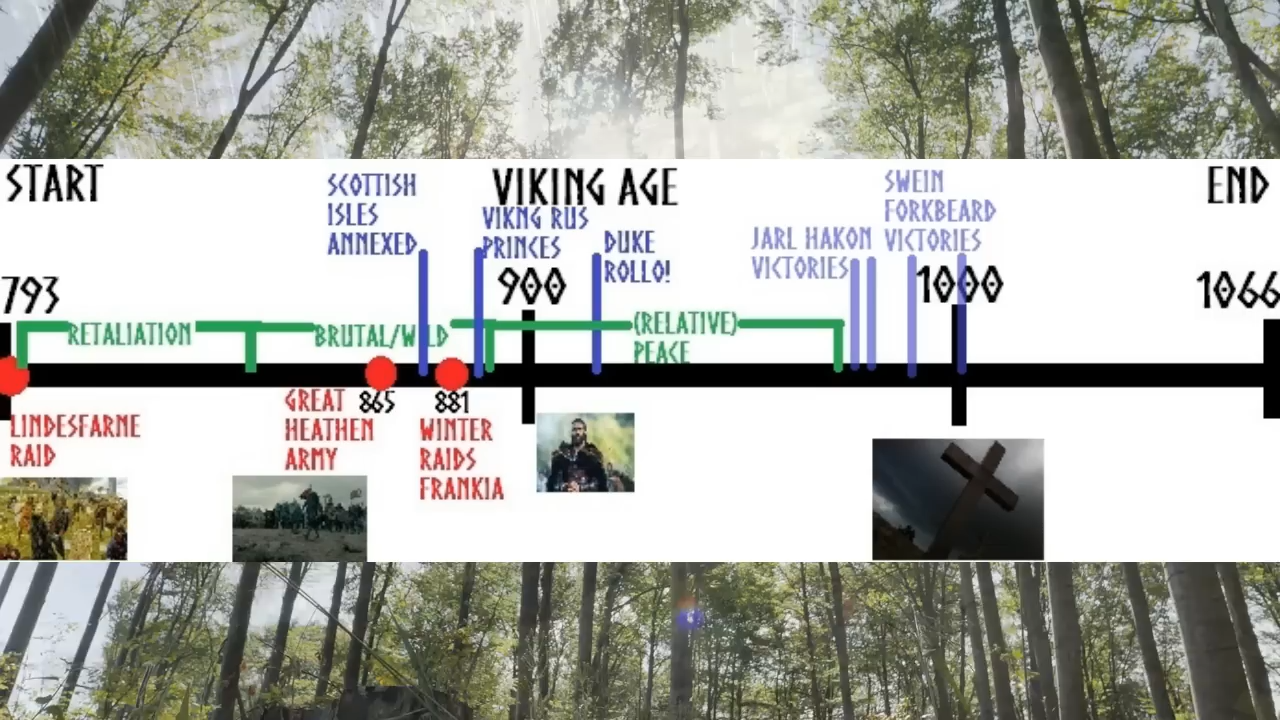 START
VIKING AGE
END
SCOTTISH
ISLES
ANNEXED
VIKNG RUS
PRINCES
DUKE
ROLLO!
JARL HAKON
VICTORIES
SWEIN
FORKBEARD
VICTORIES
793
900
1000
1066
RETALIATION
BRUTAL/WILD
(RELATIVE)
PEACE
LINDESFARNE
RAID
GREAT
HEATHEN
ARMY
865
881
WINTER
RAIDS
FRANKIA